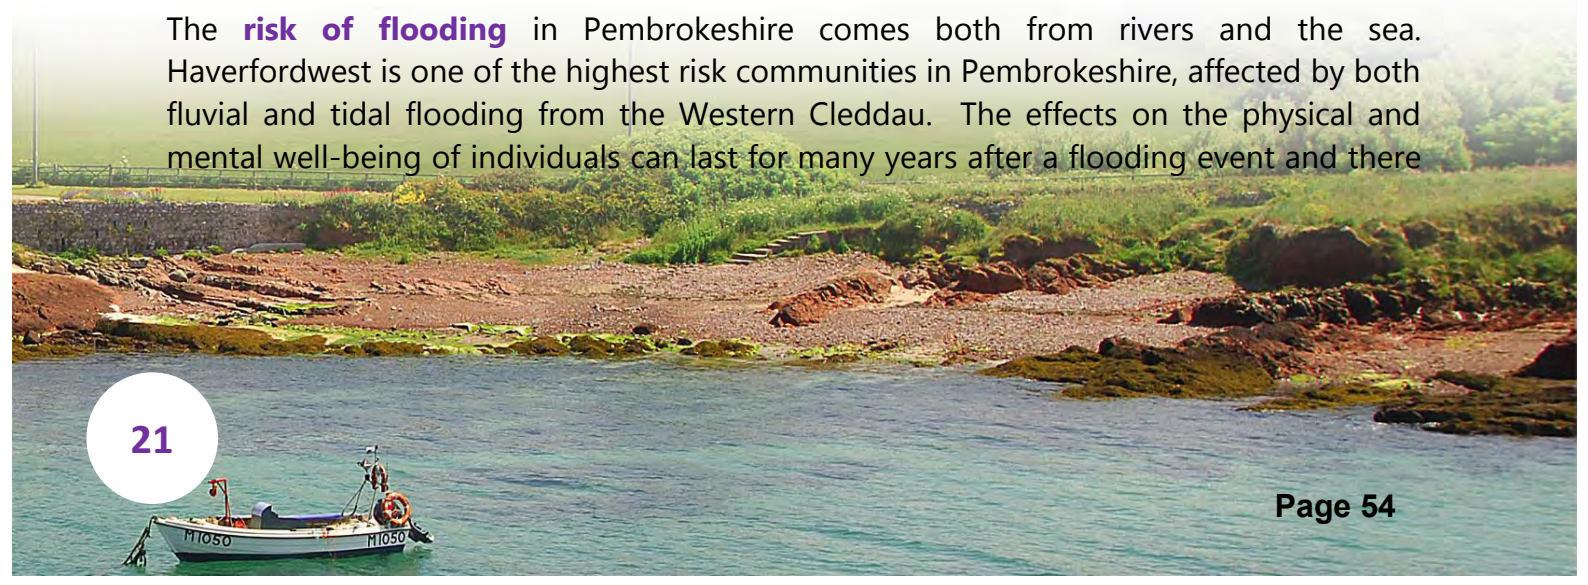 The risk of flooding in Pembrokeshire comes both from rivers and the sea.
Haverfordwest is one of the highest risk communities in Pembrokeshire, affected by both
fluvial and tidal flooding from the Western Cleddau. The effects on the physical and
mental well-being of individuals can last for many years after a flooding event and there
21
Page 54
M1050
M1050